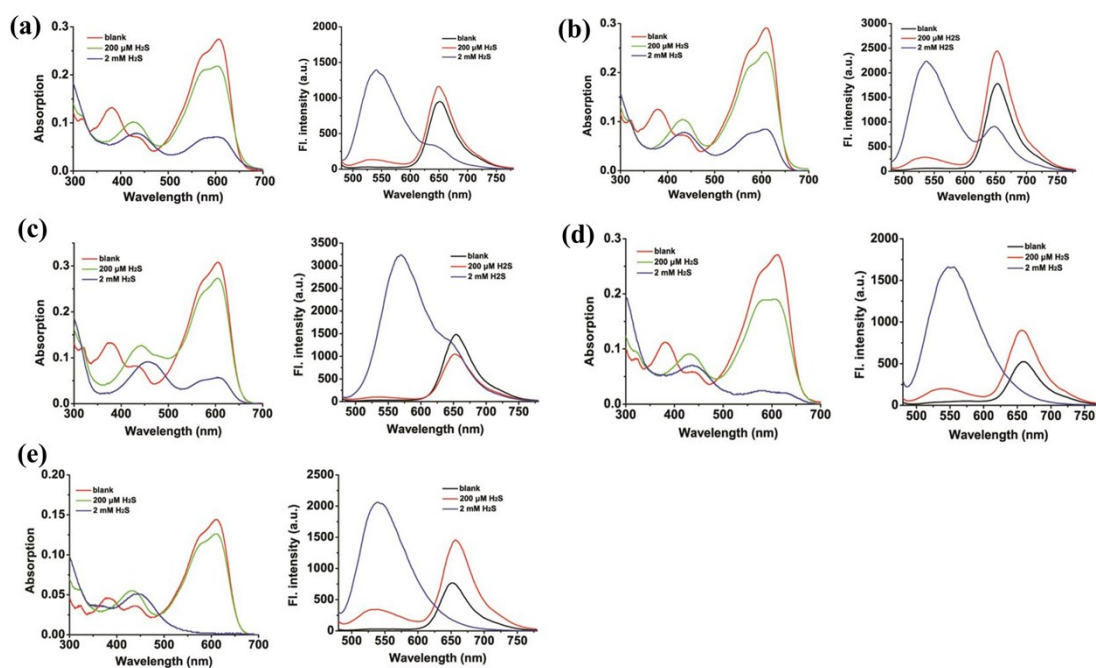 (a)
0.3
0.2
0.1
0.0
Absorption
blank
200 μM H₂S
2 mM H₂S
300 400 500 600 700
Wavelength (nm)
2000
1500
1000
500
0
Fl. intensity (a.u.)
blank
200 μM H₂S
2 mM H₂S
500 550 600 650 700 750
Wavelength (nm)
(b)
0.3
0.2
0.1
0.0
Absorption
blank
200 μM H₂S
2 mM H₂S
300 400 500 600 700
Wavelength (nm)
3000
2500
2000
1500
1000
500
0
Fl. intensity (a.u.)
blank
200 μM H2S
2 mM H2S
500 550 600 650 700 750
Wavelength (nm)
(c)
0.3
0.2
0.1
0.0
Absorption
blank
200 μM H₂S
2 mM H₂S
300 400 500 600 700
Wavelength (nm)
3500
3000
2500
2000
1500
1000
500
0
Fl. intensity (a.u.)
blank
200 μM H2S
2 mM H2S
500 550 600 650 700 750
Wavelength (nm)
(d)
0.3
0.2
0.1
0.0
Absorption
blank
200 μM H₂S
2 mM H₂S
300 400 500 600 700
Wavelength (nm)
2000
1500
1000
500
0
Fl. intensity (a.u.)
blank
200 μM H₂S
2 mM H₂S
500 550 600 650 700 750
Wavelength (nm)
(e)
0.20
0.15
0.10
0.05
0.00
Absorption
blank
200 μM H₂S
2 mM H₂S
300 400 500 600 700
Wavelength (nm)
2500
2000
1500
1000
500
0
Fl. intensity (a.u.)
blank
200 μM H₂S
2 mM H₂S
500 550 600 650 700 750
Wavelength (nm)